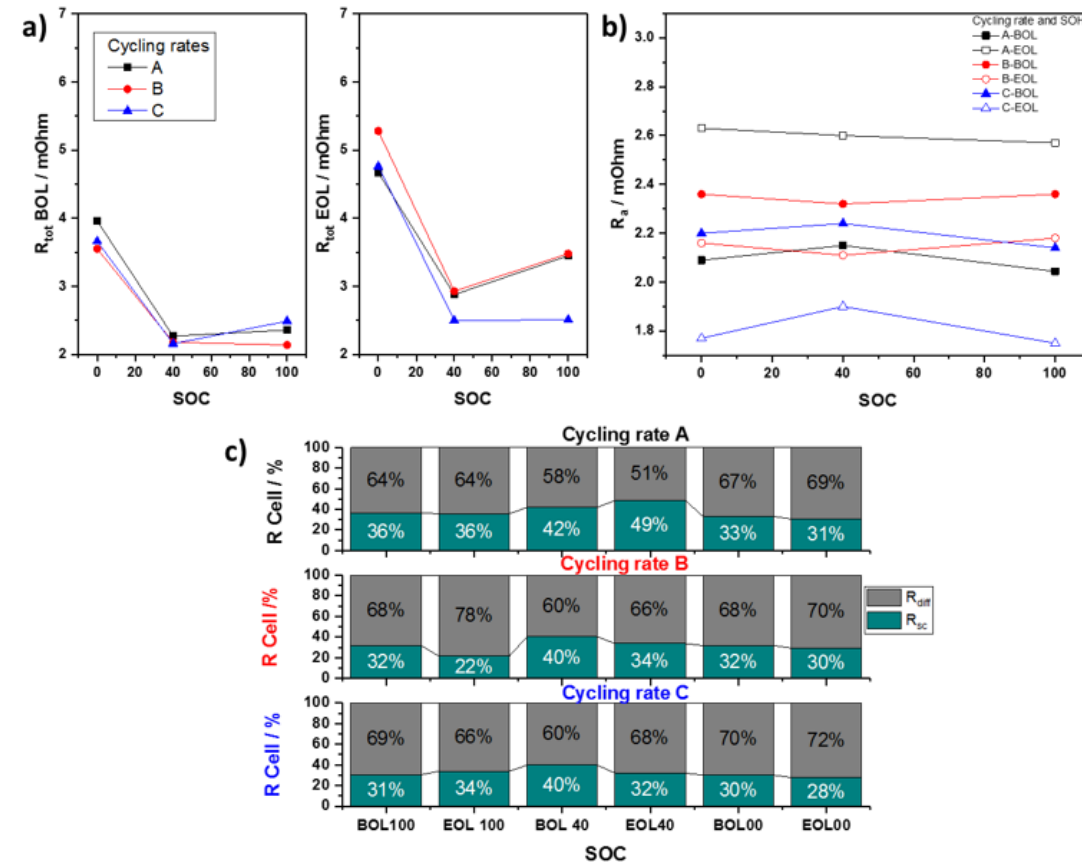 a)
7
6
5
4
3
2
R_tot BOL / mOhm
Cycling rates
A
B
C
0 20 40 60 80 100
SOC
7
6
5
4
3
2
R_tot EOL / mOhm
0 20 40 60 80 100
SOC
b)
Cycling rate and SOH
A-BOL
A-EOL
B-BOL
B-EOL
C-BOL
C-EOL
3.0
2.8
2.6
2.4
2.2
2.0
1.8
R_a / mOhm
0 20 40 60 80 100
SOC
c)
Cycling rate A
R Cell / %
100
80
60
40
20
0
64% 64% 58% 51% 67% 69%
36% 36% 42% 49% 33% 31%
Cycling rate B
R Cell /%
100
80
60
40
20
0
68% 78% 60% 66% 68% 70%
32% 22% 40% 34% 32% 30%
R_diff
R_sc
Cycling rate C
R Cell / %
100
80
60
40
20
0
69% 66% 60% 68% 70% 72%
31% 34% 40% 32% 30% 28%
BOL100 EOL 100 BOL 40 EOL40 BOL00 EOL00
SOC